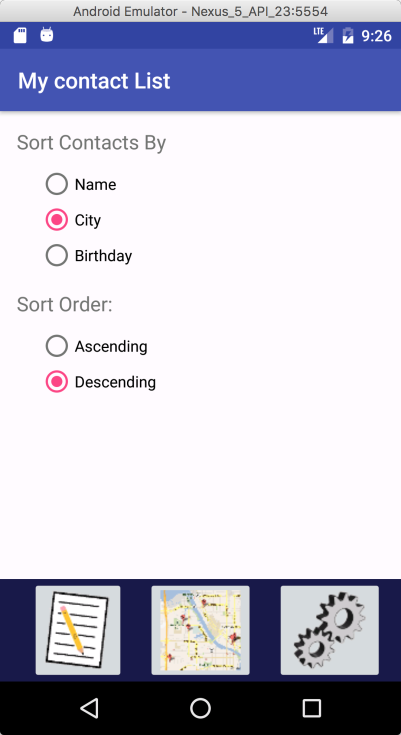 Android Emulator - Nexus_5_API_23:5554
LTE 9:26
My contact List
Sort Contacts By
Name
City
Birthday
Sort Order:
Ascending
Descending